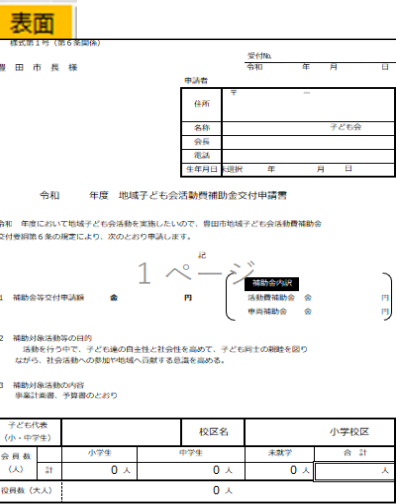 表面
様式第１号（第６条関係）
受付No.
豊 田 市 長 様
令和 年 月 日
申請者
住所 〒 －
名称 子ども会
会長
電話
生年月日 未選択 年 月 日
令和 年度 地域子ども会活動費補助金交付申請書
令和 年度において地域子ども会活動を実施したいので、豊田市地域子ども会活動費補助金
交付要綱第６条の規定により、次のとおり申請します。
記
1 ページ
補助金内訳
1 補助金等交付申請額 金 円 活動費補助金 金 円
金 円
2 補助対象活動等の目的
活動を行う中で、子ども達の自主性と社会性を高めて、子ども同士の親睦を図り
ながら、社会活動への参加や地域へ貢献する意識を高める。
3 補助対象活動の内容
事業計画書、予算書のとおり
子ども代表
（小・中学生） 校区名 小学校区
会 員 数 小学生 中学生 未就学 合 計
（人） 計 0 人 0 人 0 人 人
役員数（大人） 0 人